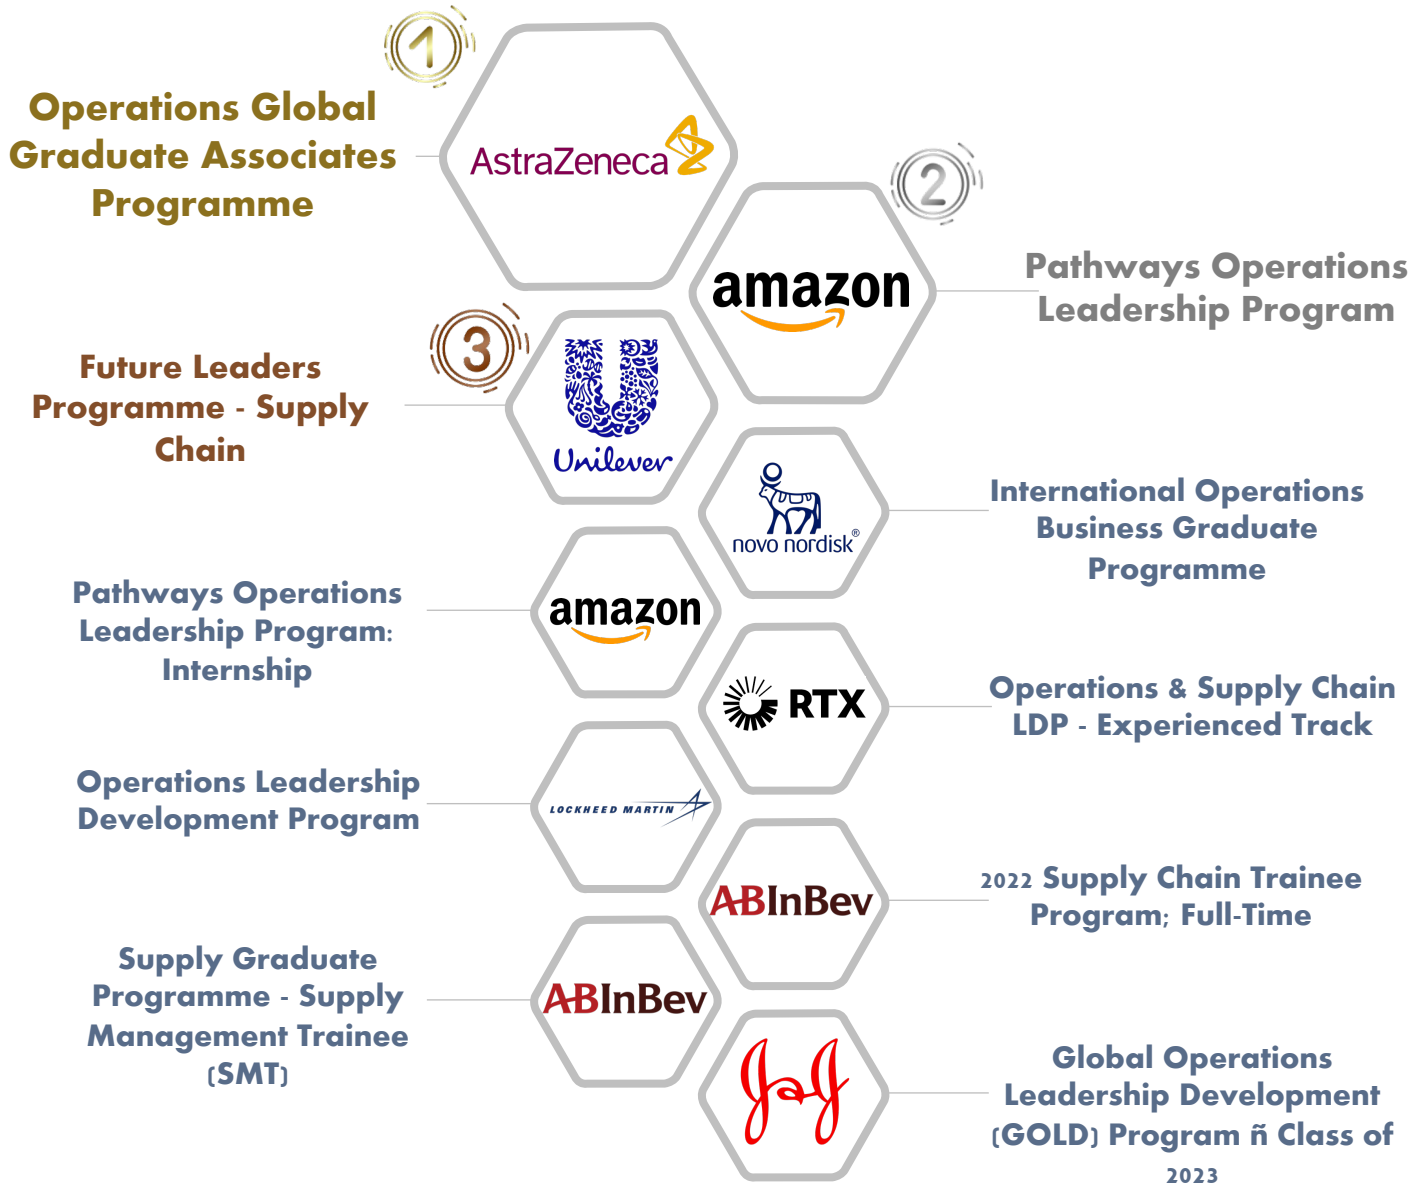 1
Operations Global
Graduate Associates
Programme
AstraZeneca
2
amazon
Pathways Operations
Leadership Program
3
Future Leaders
Programme - Supply
Chain
Unilever
novo nordisk®
International Operations
Business Graduate
Programme
Pathways Operations
Leadership Program:
Internship
amazon
RTX
Operations & Supply Chain
LDP - Experienced Track
Operations Leadership
Development Program
LOCKHEED MARTIN
ABInBev
2022 Supply Chain Trainee
Program; Full-Time
Supply Graduate
Programme - Supply
Management Trainee
(SMT)
ABInBev
J&J
Global Operations
Leadership Development
(GOLD) Program ñ Class of
2023